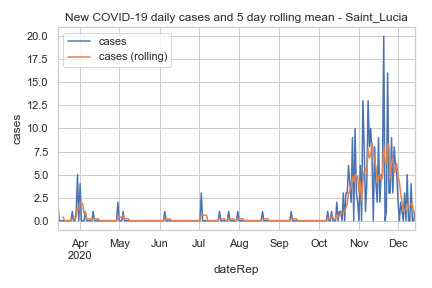 New COVID-19 daily cases and 5 day rolling mean - Saint_Lucia
cases
cases (rolling)
20.0
17.5
15.0
12.5
10.0
7.5
5.0
2.5
0.0
cases
Apr May Jun Jul Aug Sep Oct Nov Dec
2020
dateRep